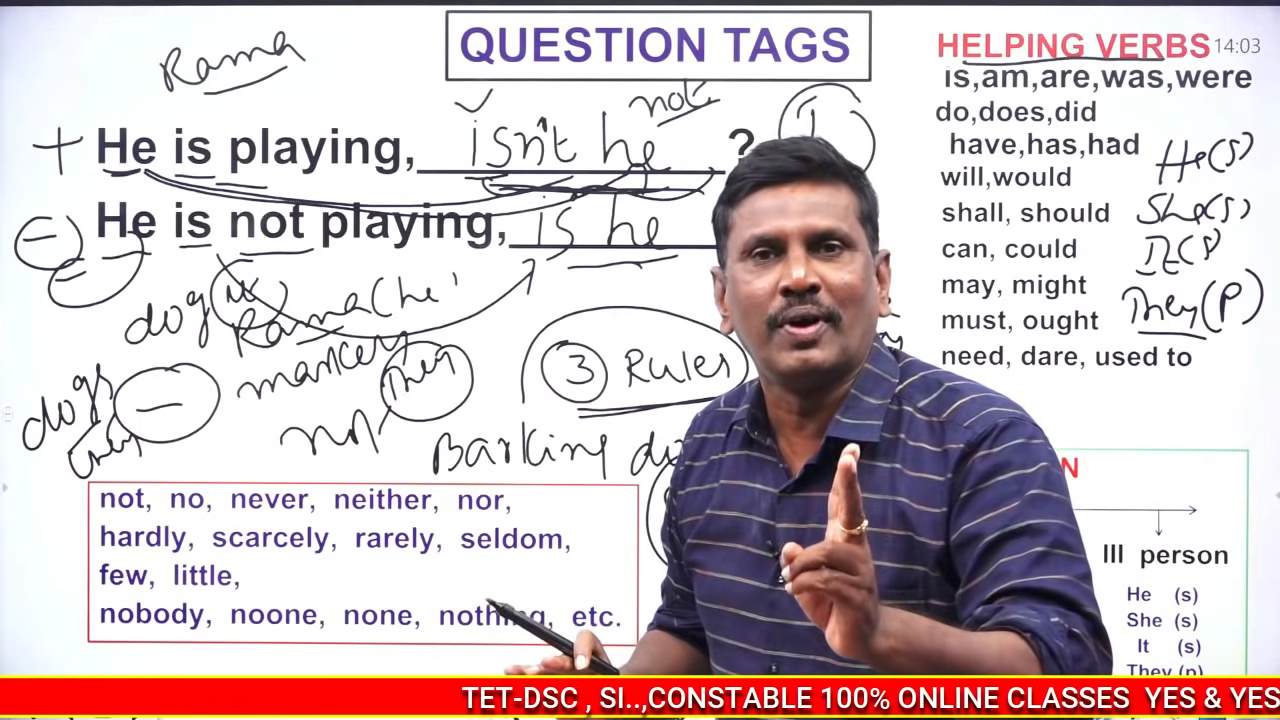 QUESTION TAGS
HELPING VERBS 14:03
is,am,are,was,were
do,does,did
have,has,had
will,would
shall, should
can, could
may, might
must, ought
need, dare, used to
He(s)
She(s)
It(s)
They(P)
Rama
not
+ He is playing, isn't he ?
He is not playing, is he
dog
Rama(he
dogs
They
they
not
3 Rules
Barking
not, no, never, neither, nor,
hardly, scarcely, rarely, seldom,
few, little,
nobody, noone, none, nothing, etc.
III person
He (s)
She (s)
It (s)
They (p)
TET-DSC , SI..,CONSTABLE 100% ONLINE CLASSES YES & YES